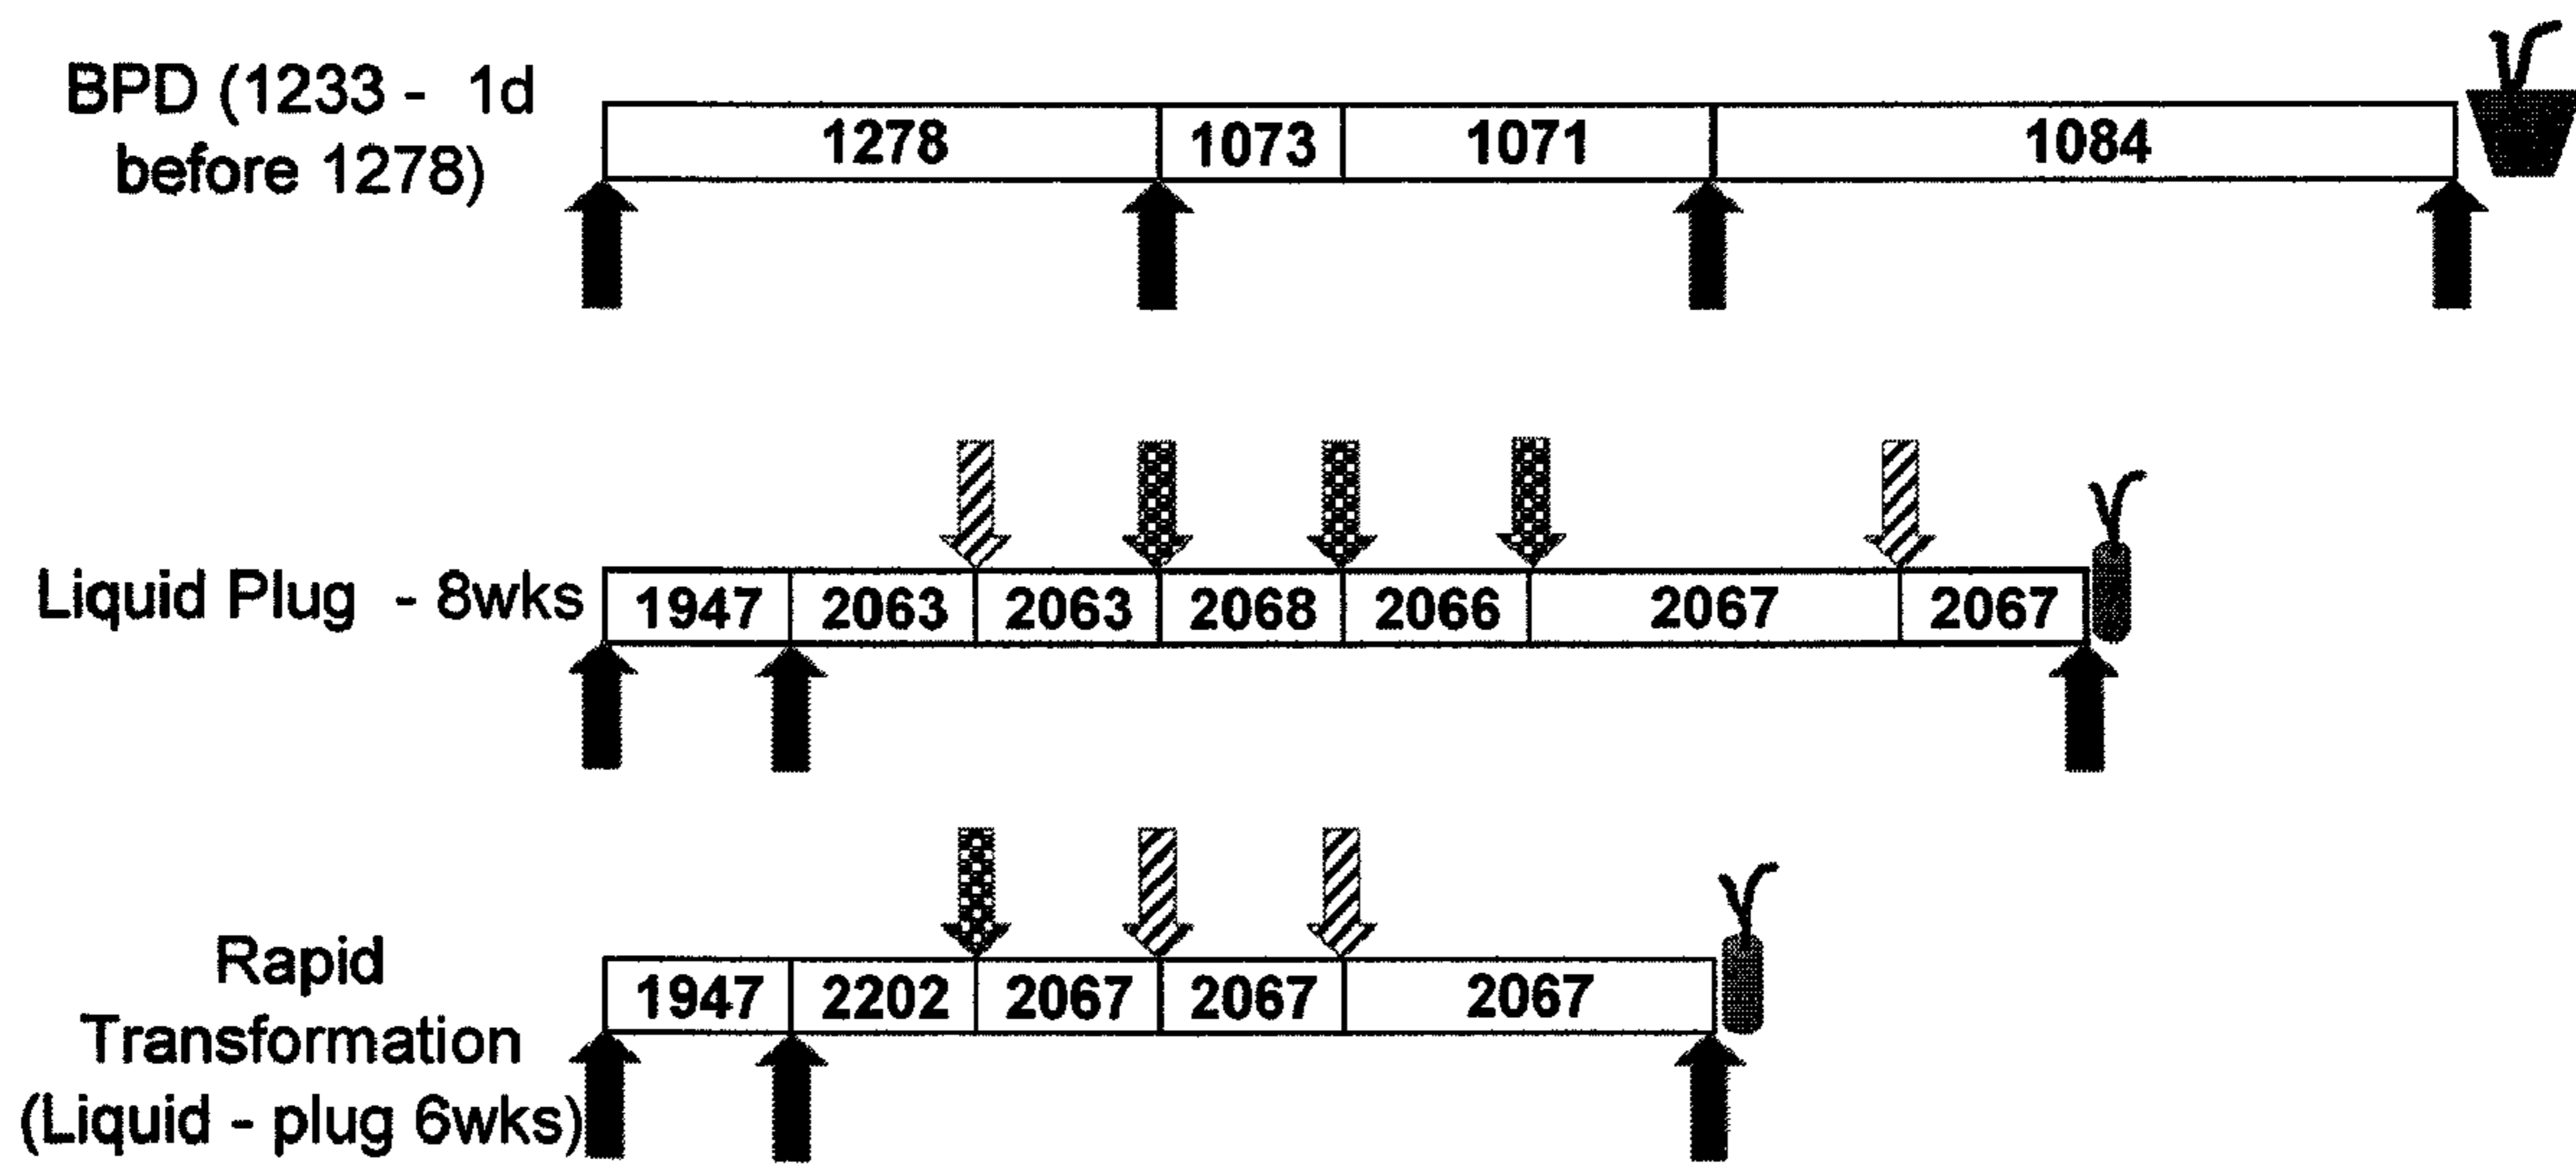 BPD (1233 - 1d
before 1278)
1278 1073 1071 1084
Liquid Plug - 8wks
1947 2063 2063 2068 2066 2067 2067
Rapid
Transformation
(Liquid - plug 6wks)
1947 2202 2067 2067 2067